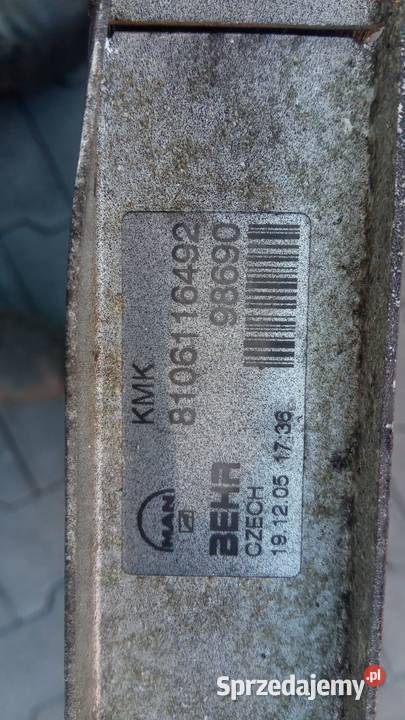 KMK
8106116492
98690
MAN
BEHR
CZECH
19.12.05 17:36
Sprzedajemy.pl